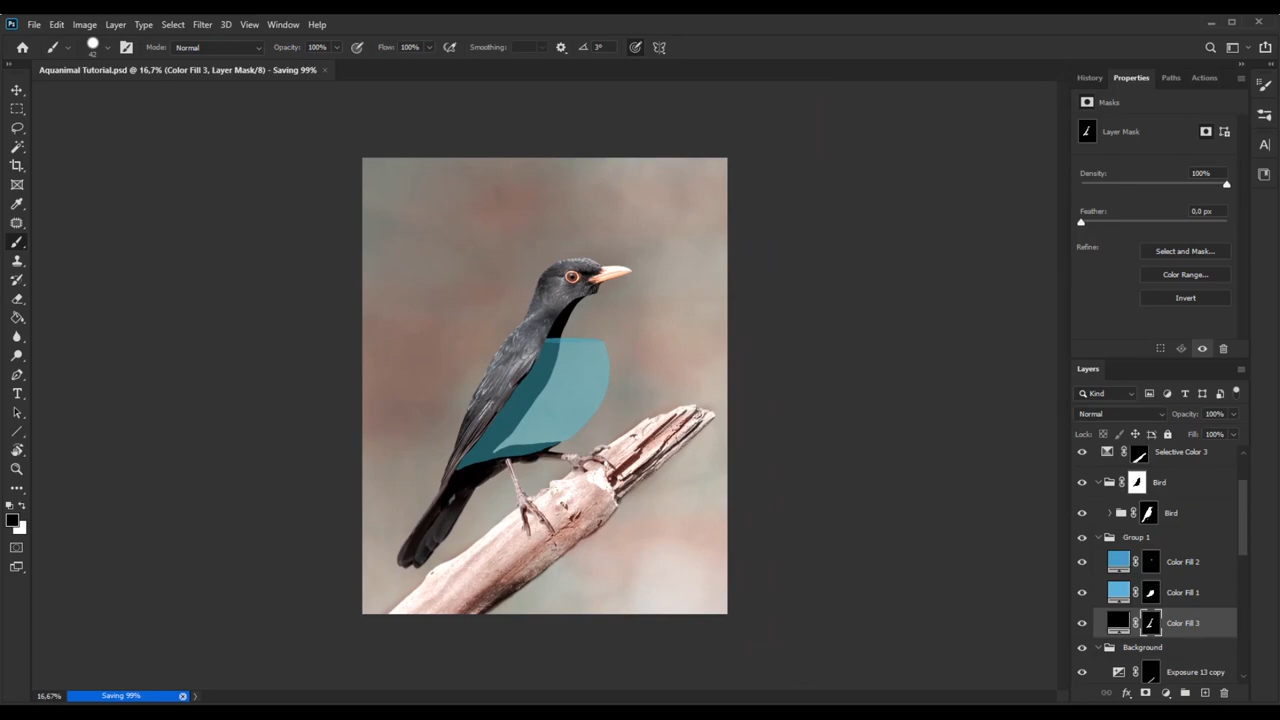 Ps File Edit Image Layer Type Select Filter 3D View Window Help
42 Mode: Normal Opacity: 100% Flow: 100% Smoothing: 3°
Aquanimal Tutorial.psd @ 16,7% (Color Fill 3, Layer Mask/8) - Saving 99% ×
History Properties Paths Actions
Masks
Layer Mask
Density: 100%
Feather: 0,0 px
Refine: Select and Mask...
Color Range...
Invert
Layers
Kind
Normal Opacity: 100%
Lock: Fill: 100%
Selective Color 3
Bird
Bird
Group 1
Color Fill 2
Color Fill 1
Color Fill 3
Background
Exposure 13 copy
16,67% Saving 99%